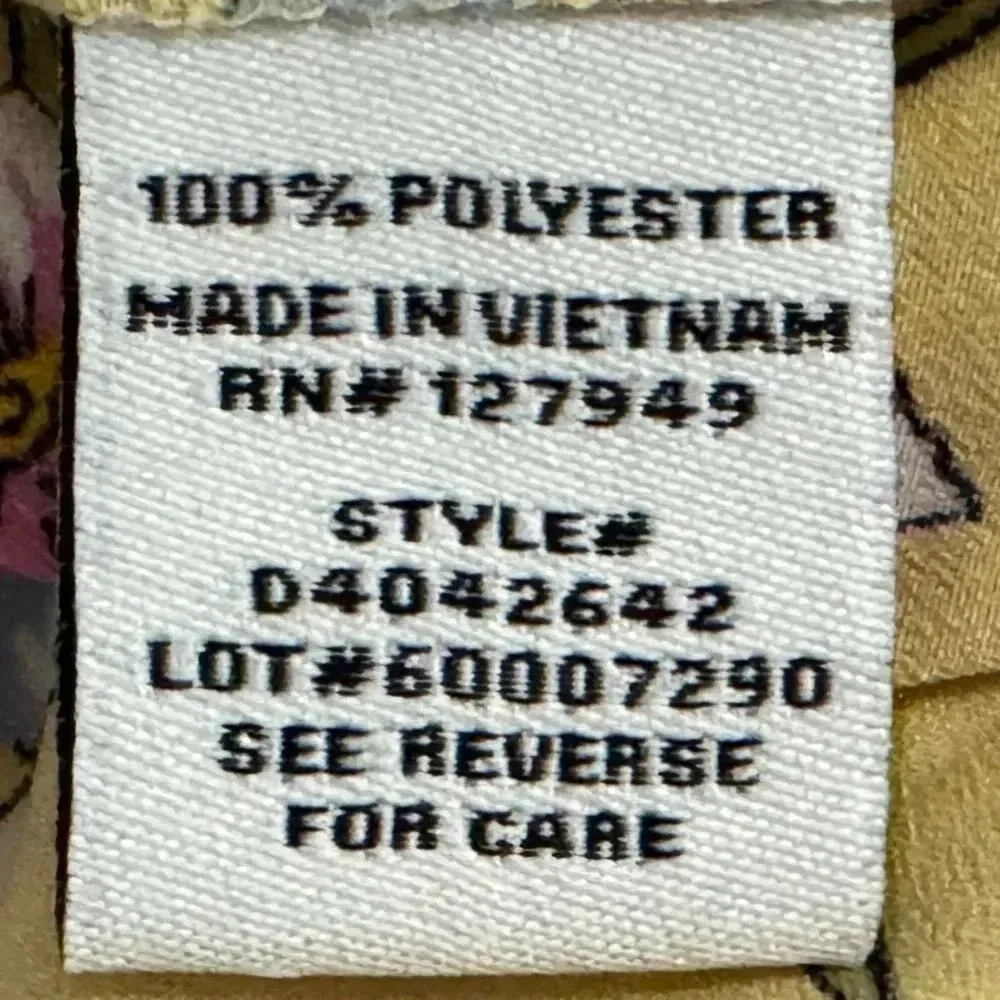 100% POLYESTER
MADE IN VIETNAM
RN# 127949
STYLE#
D4042642
LOT#60007290
SEE REVERSE
FOR CARE